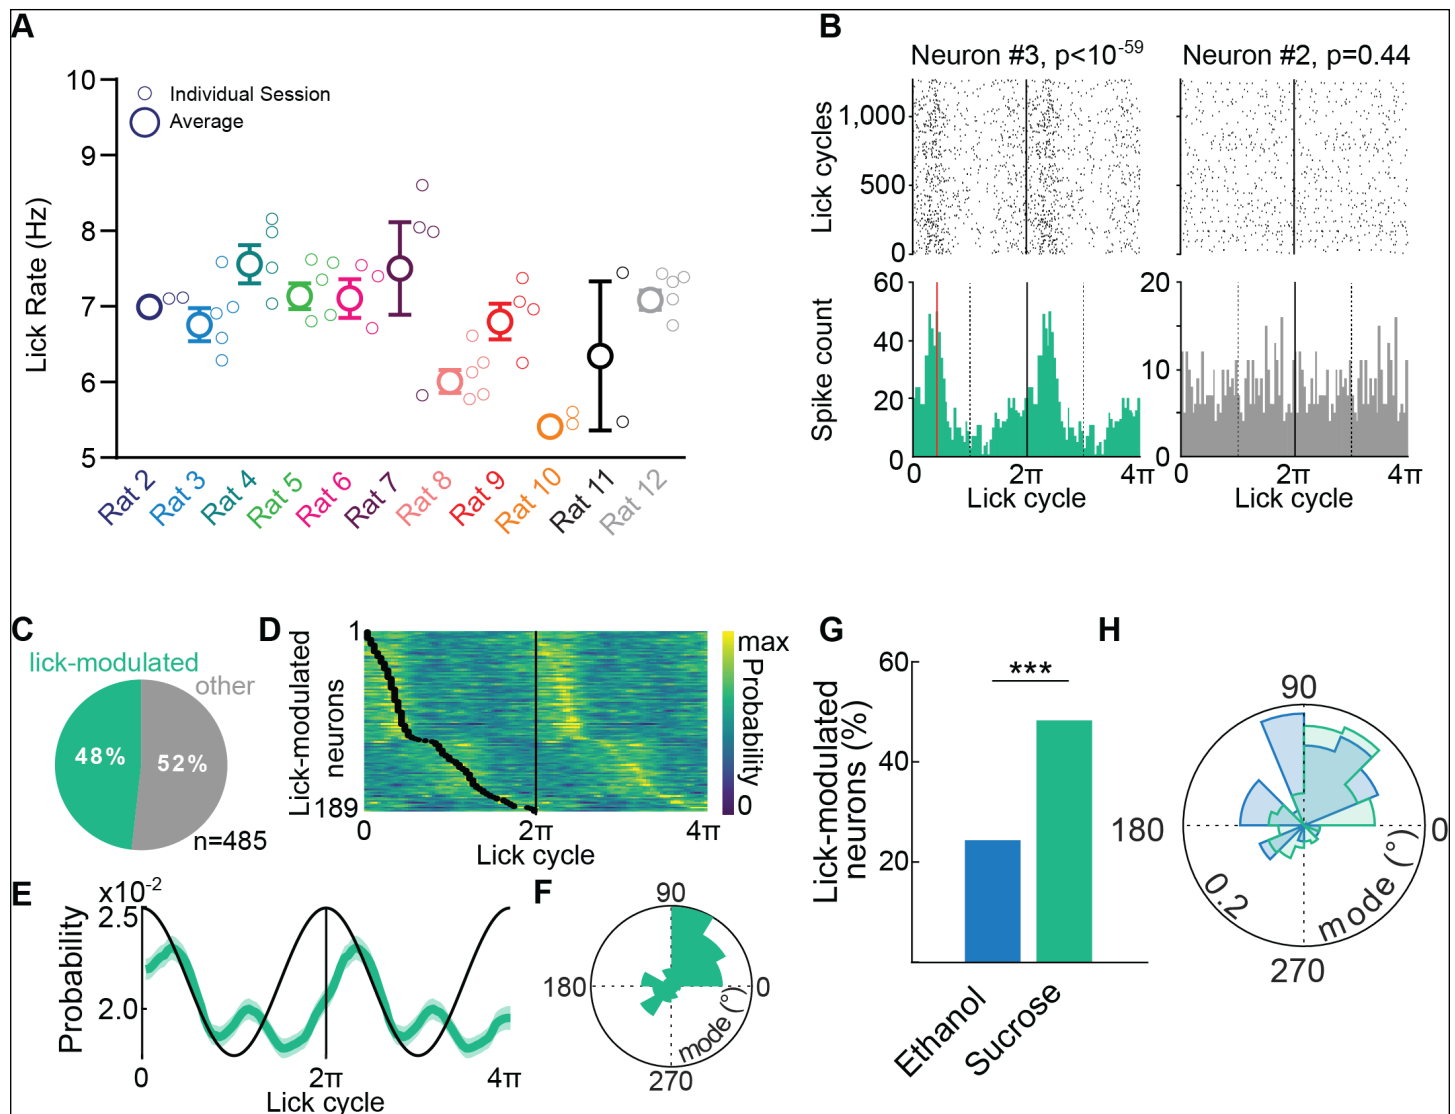 A
Lick Rate (Hz)
10
9
8
7
6
5
Individual Session
Average
Rat 2
Rat 3
Rat 4
Rat 5
Rat 6
Rat 7
Rat 8
Rat 9
Rat 10
Rat 11
Rat 12
B
Neuron #3, p<10-59
Neuron #2, p=0.44
Lick cycles
1,000
500
0
Spike count
60
40
20
0
0
2π
4π
Lick cycle
20
10
0
0
2π
4π
Lick cycle
C
lick-modulated
other
48%
52%
n=485
D
Lick-modulated
neurons
1
189
0
2π
4π
Lick cycle
max
Probability
0
E
x10-2
Probability
2.5
2.0
0
2π
4π
Lick cycle
F
90
180
0
270
mode (°)
G
Lick-modulated
neurons (%)
60
40
20
***
Ethanol
Sucrose
H
90
180
0
270
0.2
mode (°)